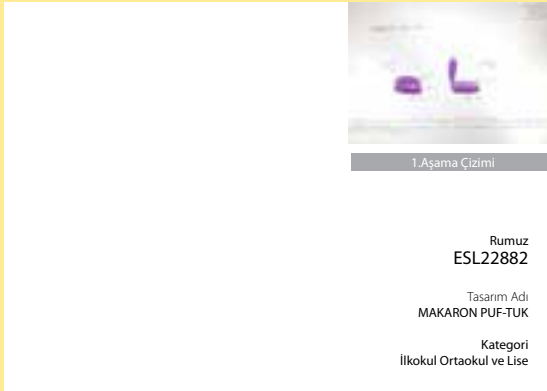 1.Aşama Çizimi
Rumuz
ESL22882
Tasarım Adı
MAKARON PUF-TUK
Kategori
İlkokul Ortaokul ve Lise